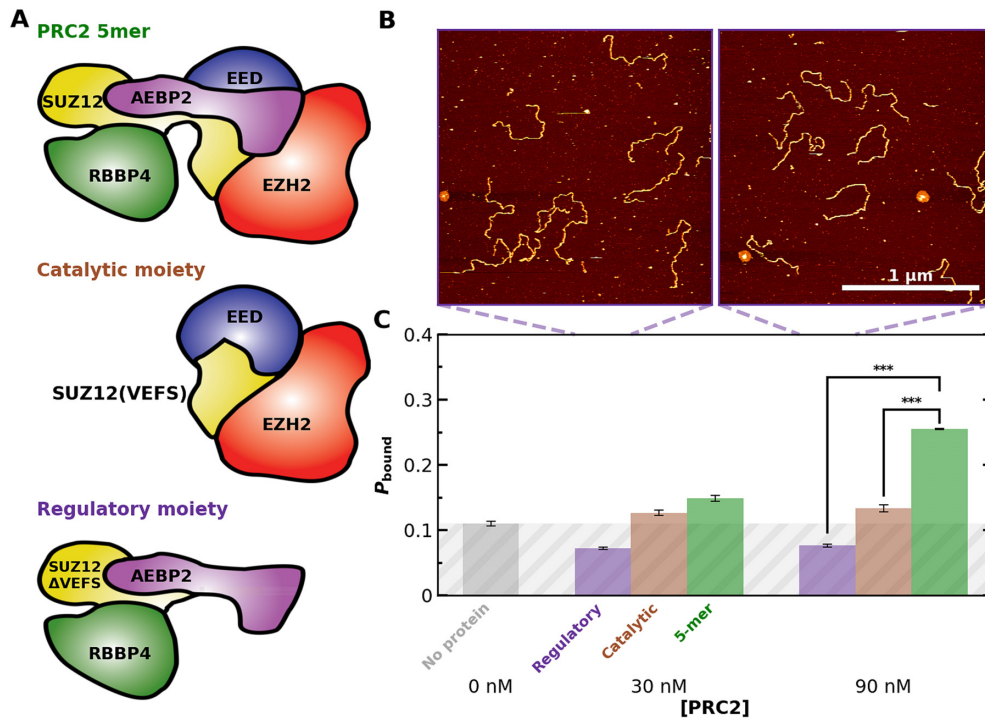 A
PRC2 5mer
SUZ12
AEBP2
EED
RBBP4
EZH2
Catalytic moiety
EED
SUZ12(VEFS)
EZH2
Regulatory moiety
SUZ12
ΔVEFS
AEBP2
RBBP4
B
1 μm
C
0.4
0.3
0.2
0.1
0
Pbound
***
***
No protein
Regulatory
Catalytic
5-mer
0 nM
30 nM
90 nM
[PRC2]